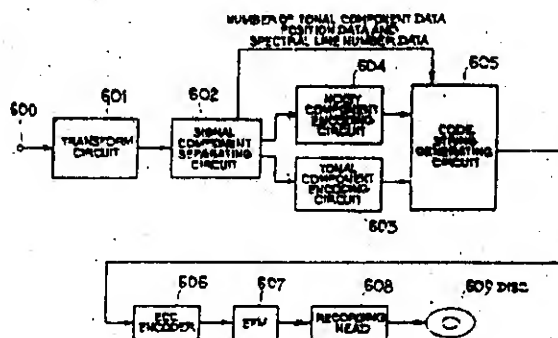 NUMBER OF TONAL COMPONENT DATA
POSITION DATA AND
SPECTRAL LINE NUMBER DATA
600
601
602
604
605
TRANSFORM
CIRCUIT
SIGNAL
COMPONENT
SEPARATING
CIRCUIT
NOISY
COMPONENT
ENCODING
CIRCUIT
TONAL
COMPONENT
ENCODING
CIRCUIT
603
CODE
STRING
GENERATING
CIRCUIT
606
607
608
609 DISC
ECC
ENCODER
EFM
RECORDING
HEAD